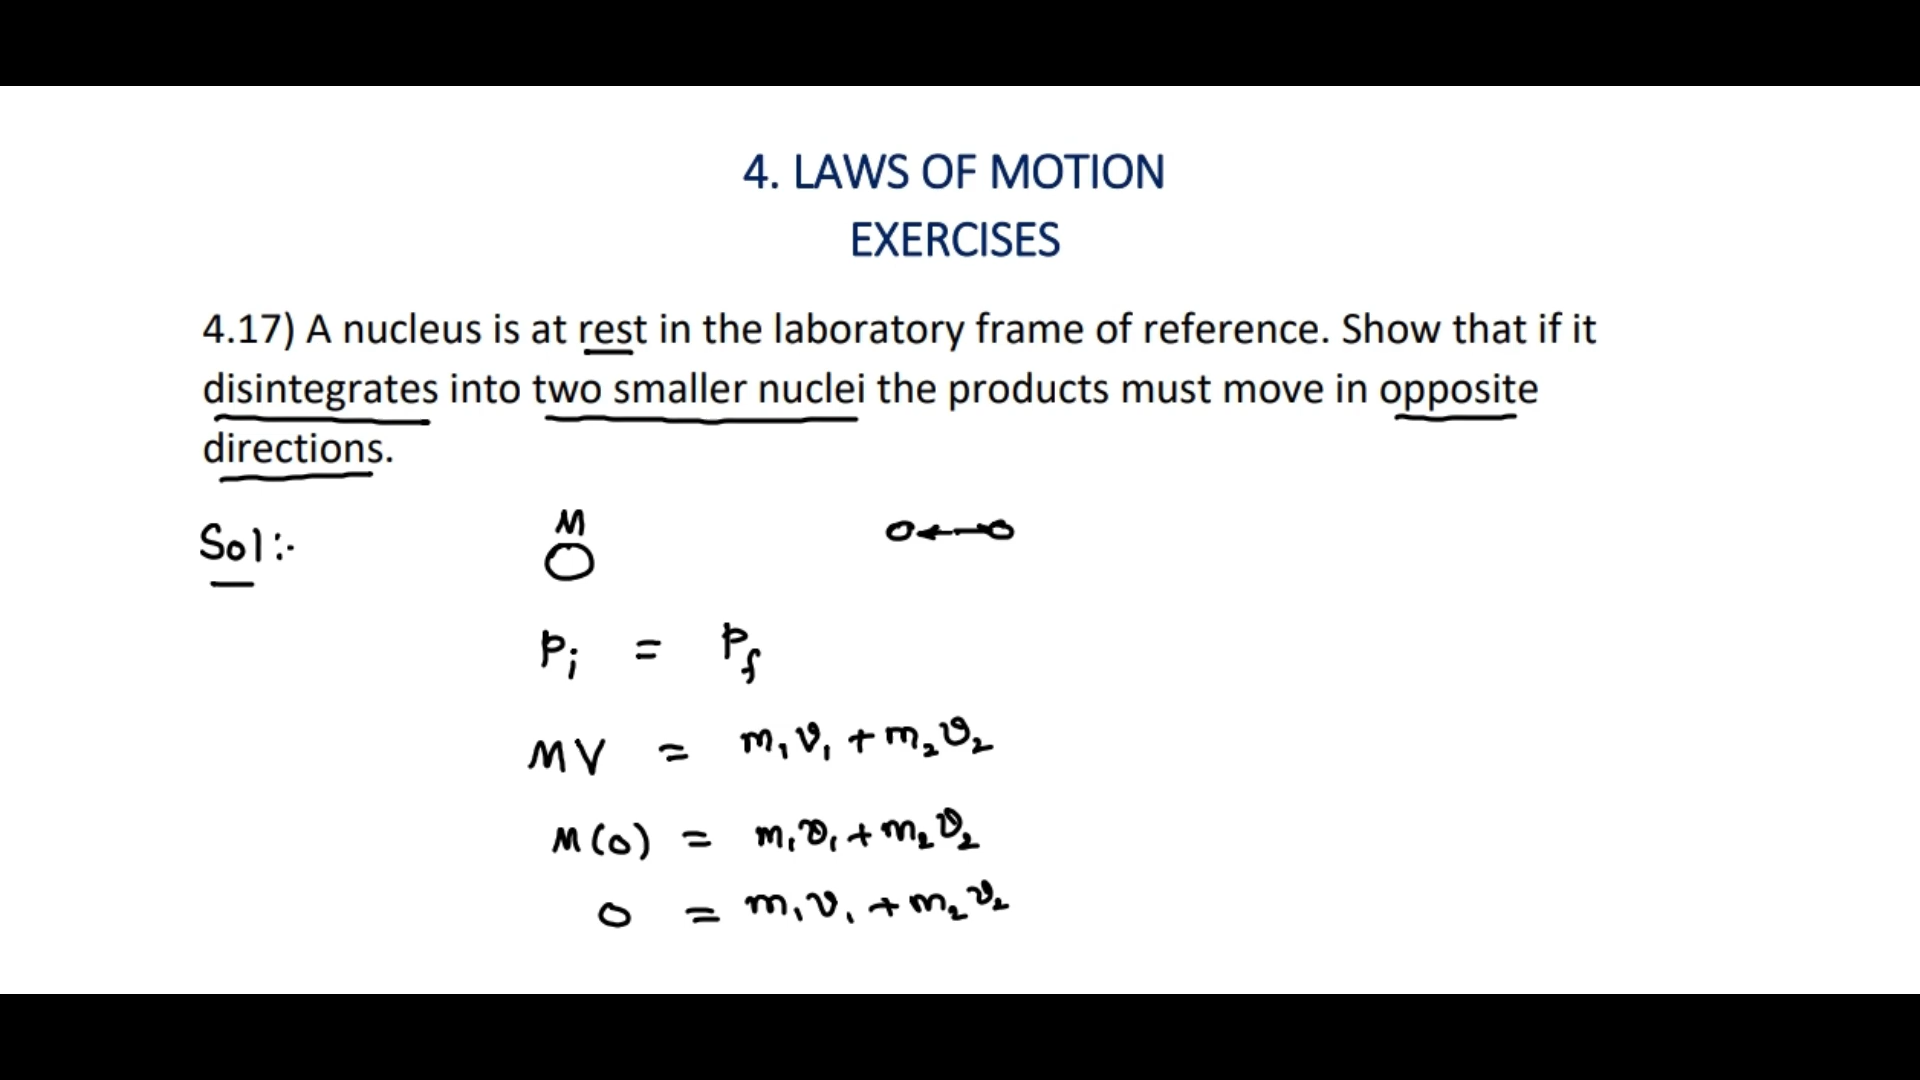 4. LAWS OF MOTION
EXERCISES
4.17) A nucleus is at rest in the laboratory frame of reference. Show that if it
disintegrates into two smaller nuclei the products must move in opposite
directions.
Sol:-
M
Pi = Pf
MV = m₁v₁ + m₂v₂
M(0) = m₁v₁ + m₂v₂
0 = m₁v₁ + m₂v₂